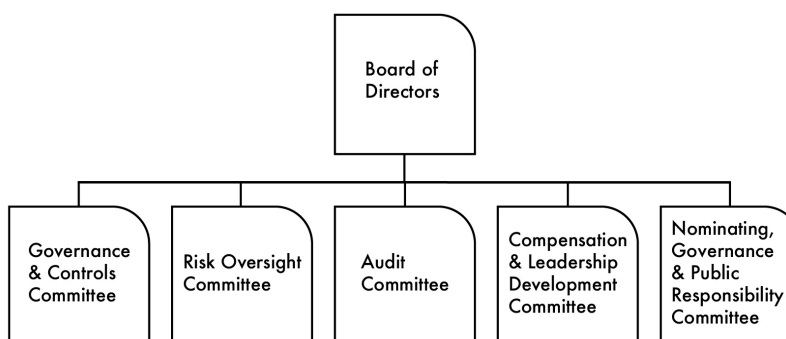 Board of
Directors
Governance
& Controls
Committee
Risk Oversight
Committee
Audit
Committee
Compensation
& Leadership
Development
Committee
Nominating,
Governance
& Public
Responsibility
Committee